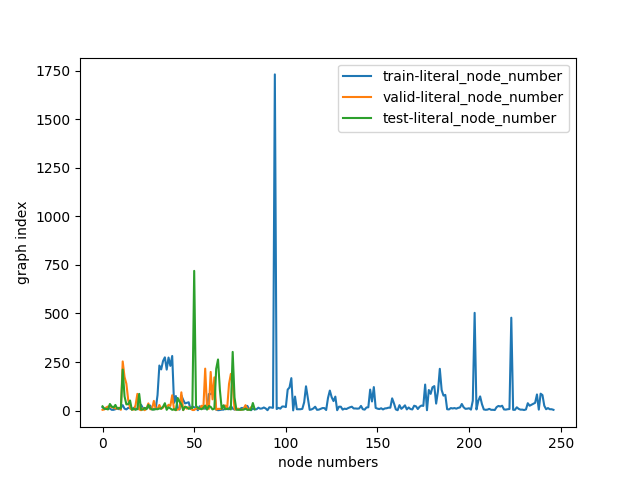 train-literal_node_number
valid-literal_node_number
test-literal_node_number
1750
1500
1250
1000
750
500
250
0
graph index
0
50
100
150
200
250
node numbers